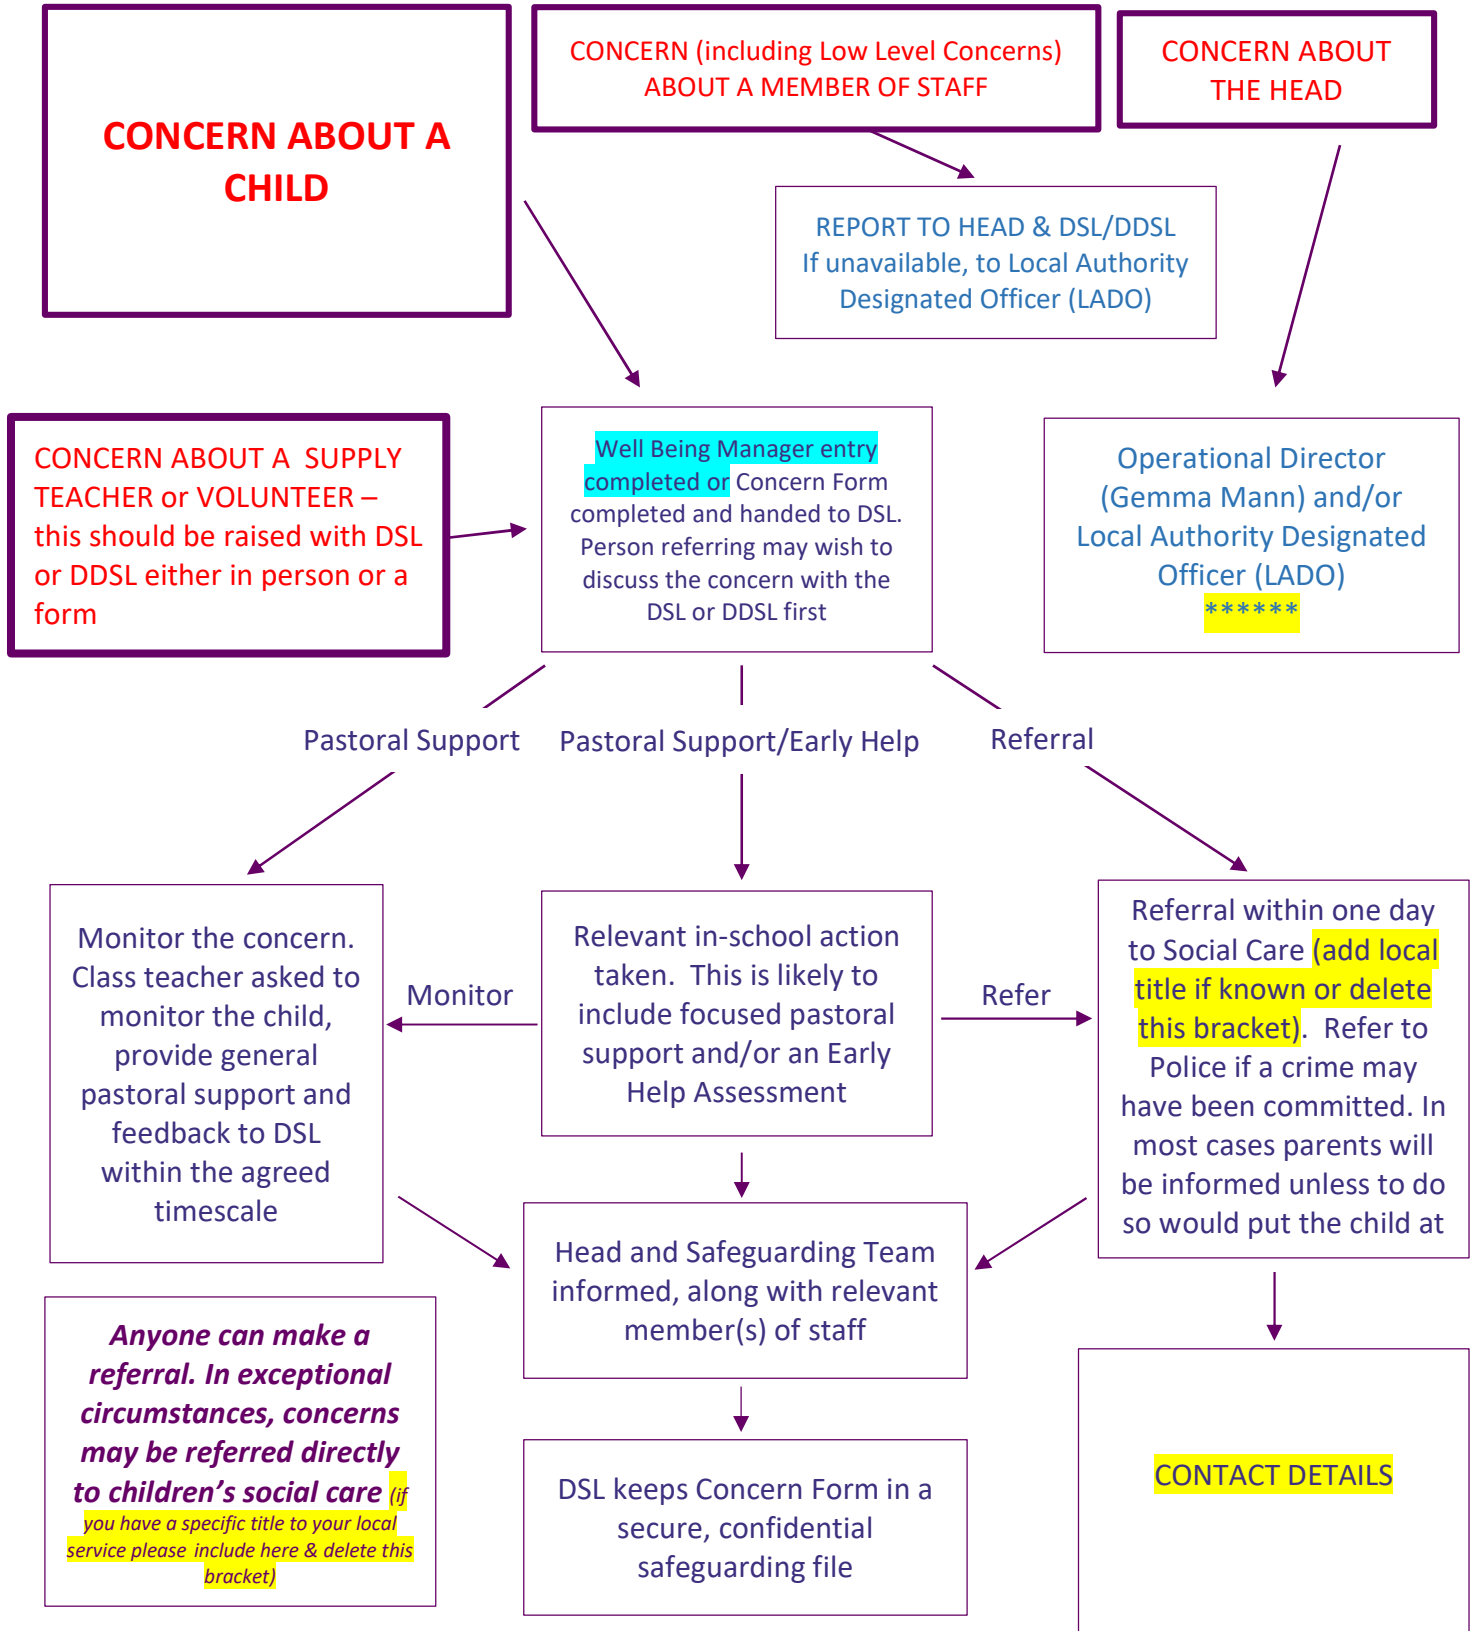 CONCERN ABOUT A
CHILD
CONCERN (including Low Level Concerns)
ABOUT A MEMBER OF STAFF
CONCERN ABOUT
THE HEAD
REPORT TO HEAD & DSL/DDSL
If unavailable, to Local Authority
Designated Officer (LADO)
CONCERN ABOUT A  SUPPLY
TEACHER or VOLUNTEER –
this should be raised with DSL
or DDSL either in person or a
form
Well Being Manager entry
completed or Concern Form
completed and handed to DSL.
Person referring may wish to
discuss the concern with the
DSL or DDSL first
Operational Director
(Gemma Mann) and/or
Local Authority Designated
Officer (LADO)
******
Pastoral Support
Pastoral Support/Early Help
Referral
Monitor the concern.
Class teacher asked to
monitor the child,
provide general
pastoral support and
feedback to DSL
within the agreed
timescale
Monitor
Relevant in-school action
taken.  This is likely to
include focused pastoral
support and/or an Early
Help Assessment
Refer
Referral within one day
to Social Care (add local
title if known or delete
this bracket).  Refer to
Police if a crime may
have been committed. In
most cases parents will
be informed unless to do
so would put the child at
Head and Safeguarding Team
informed, along with relevant
member(s) of staff
Anyone can make a
referral. In exceptional
circumstances, concerns
may be referred directly
to children’s social care (if
you have a specific title to your local
service please include here & delete this
bracket)
DSL keeps Concern Form in a
secure, confidential
safeguarding file
CONTACT DETAILS